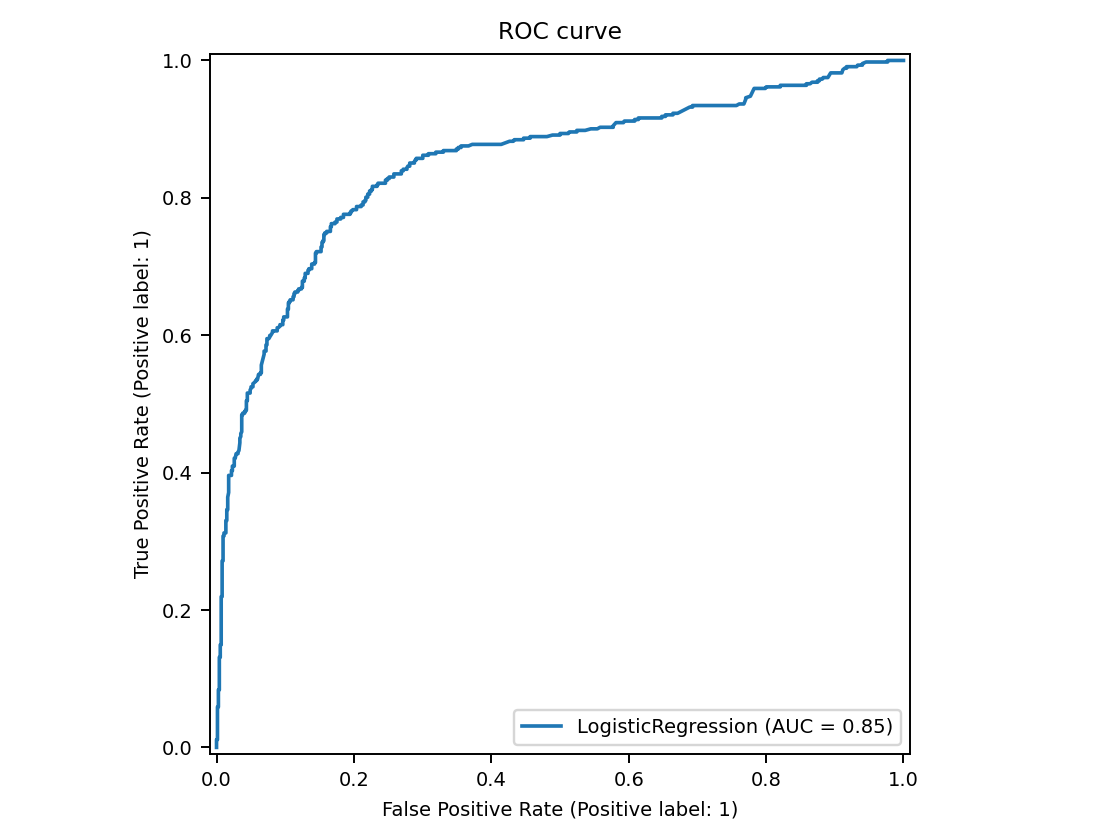 ROC curve
1.0
0.8
0.6
0.4
0.2
0.0
True Positive Rate (Positive label: 1)
LogisticRegression (AUC = 0.85)
0.0 0.2 0.4 0.6 0.8 1.0
False Positive Rate (Positive label: 1)